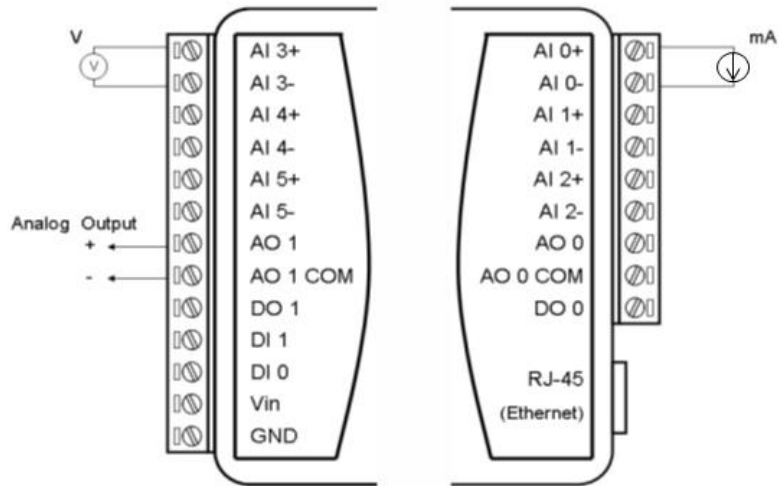 V
V
AI 3+
AI 3-
AI 4+
AI 4-
AI 5+
AI 5-
Analog Output
+
AO 1
-
AO 1 COM
DO 1
DI 1
DI 0
Vin
GND
mA
AI 0+
AI 0-
AI 1+
AI 1-
AI 2+
AI 2-
AO 0
AO 0 COM
DO 0
RJ-45
(Ethernet)